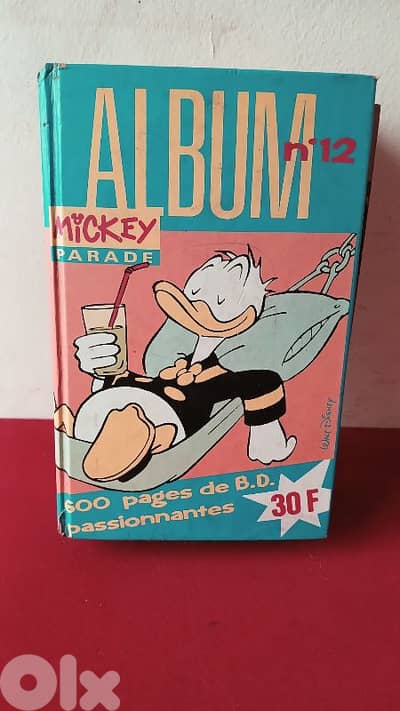 ALBUM
n°12
MiCKEY
PARADE
WALT DISNEY
600 pages de B.D.
passionnantes
30 F
OLX